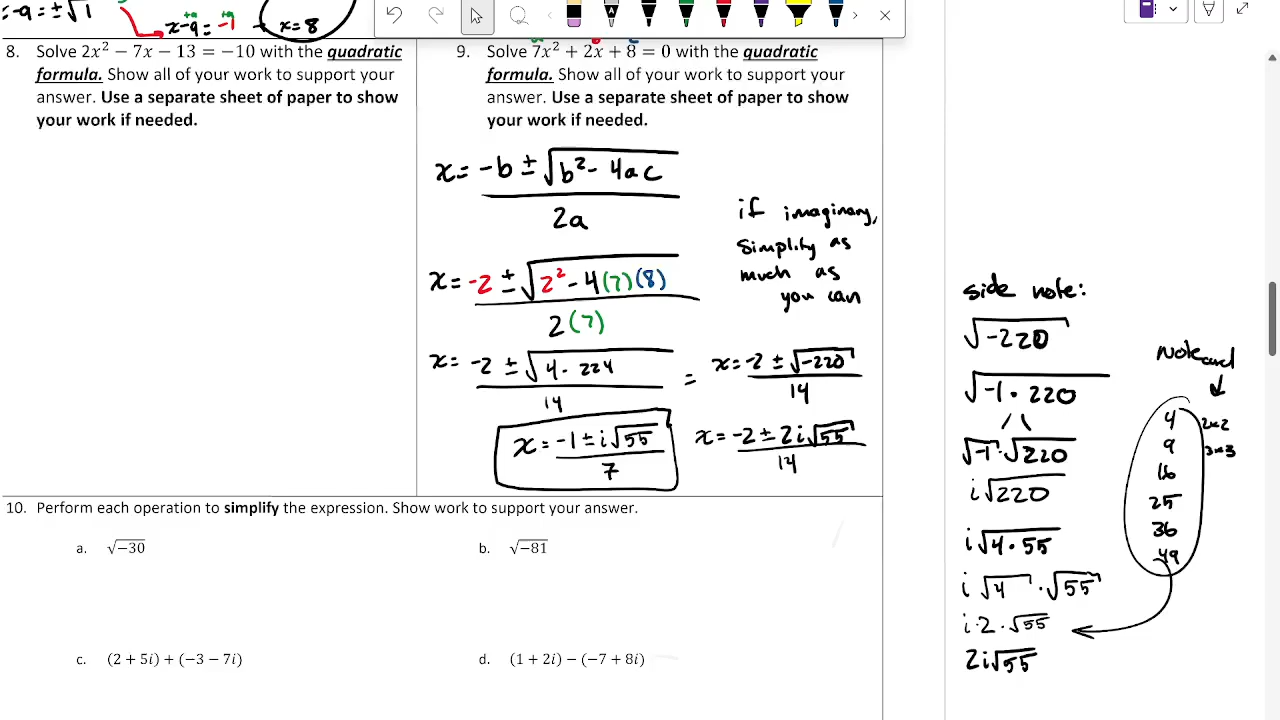 -9 = ±√1
+9 +9
x-9 = -1 → x=8
8. Solve 2x² − 7x − 13 = −10 with the quadratic
formula. Show all of your work to support your
answer. Use a separate sheet of paper to show
your work if needed.
9. Solve 7x² + 2x + 8 = 0 with the quadratic
formula. Show all of your work to support your
answer. Use a separate sheet of paper to show
your work if needed.
x = -b ± √b² - 4ac
2a
x = -2 ± √2² - 4(7)(8)
2(7)
x = -2 ± √4 - 224
14
= x = -2 ± √-220
14
x = -2 ± 2i√55
14
x = -1 ± i√55
7
if imaginary,
simplify as
much as
you can
side note:
√-220
√-1 · 220
√-1 · √220
i√220
i√4 · 55
i√4 · √55
i · 2 · √55
2i√55
Notecard
4 2×2
9 3×3
16
25
36
49
10. Perform each operation to simplify the expression. Show work to support your answer.
a. √−30
b. √−81
c. (2 + 5i) + (−3 − 7i)
d. (1 + 2i) − (−7 + 8i)